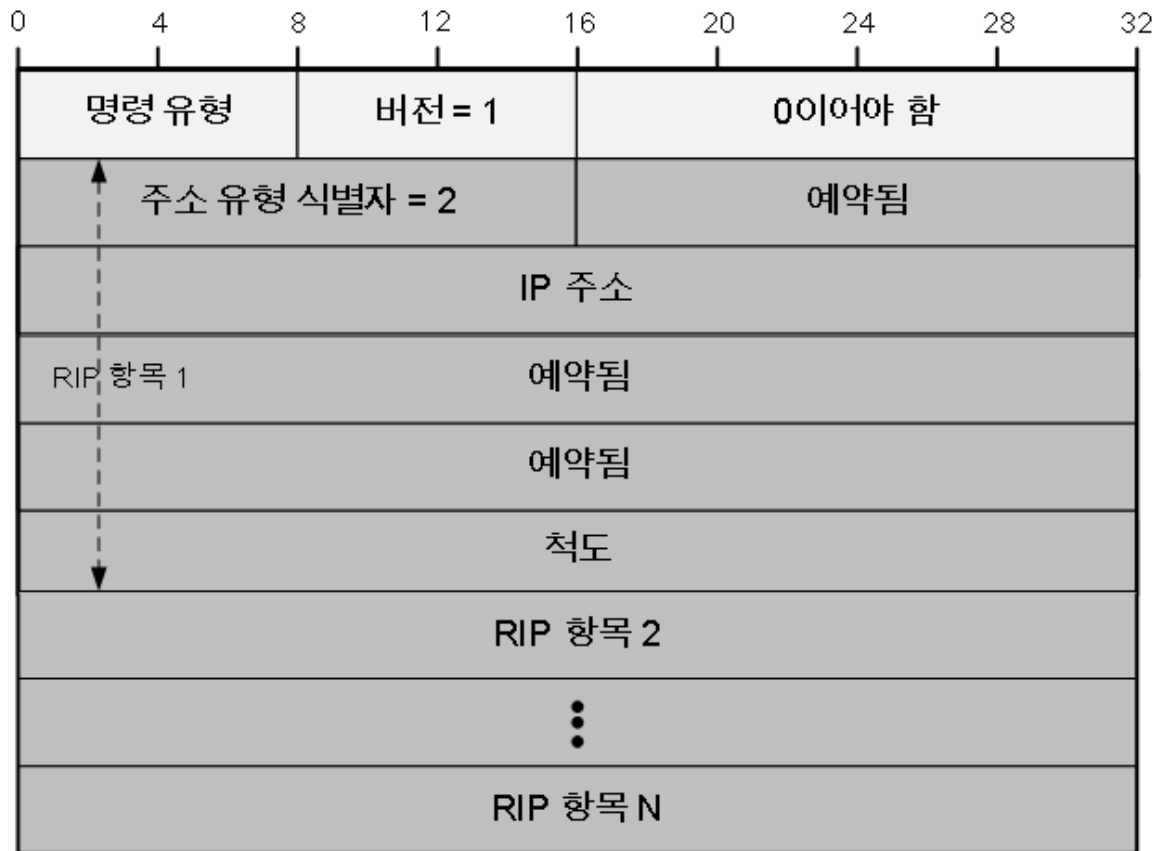 0 4 8 12 16 20 24 28 32
명령 유형 버전 = 1 0이어야 함
주소 유형 식별자 = 2 예약됨
IP 주소
RIP 항목 1 예약됨
예약됨
척도
RIP 항목 2
RIP 항목 N